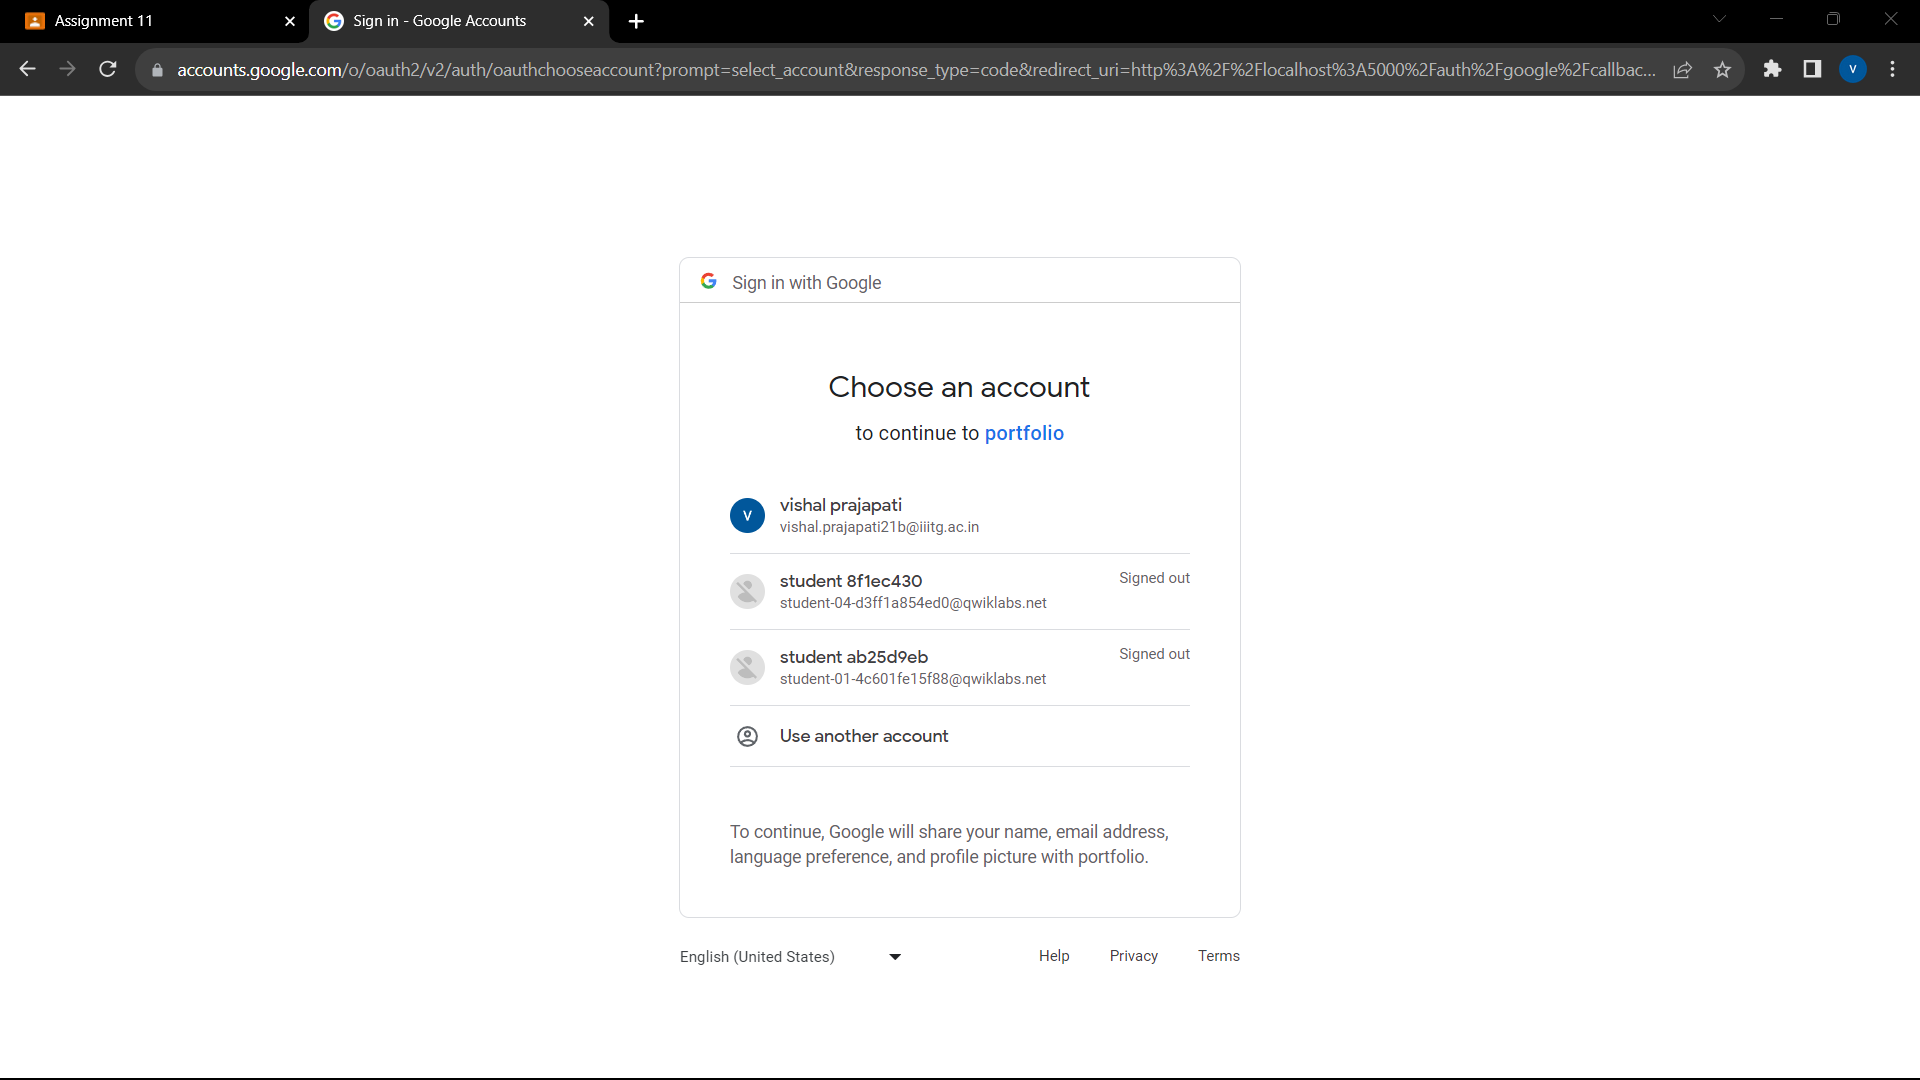 Assignment 11
Sign in - Google Accounts
accounts.google.com/o/oauth2/v2/auth/oauthchooseaccount?prompt=select_account&response_type=code&redirect_uri=http%3A%2F%2Flocalhost%3A5000%2Fauth%2Fgoogle%2Fcallbac...
V
Sign in with Google
Choose an account
to continue to portfolio
V
vishal prajapati
vishal.prajapati21b@iiitg.ac.in
student 8f1ec430
Signed out
student-04-d3ff1a854ed0@qwiklabs.net
student ab25d9eb
Signed out
student-01-4c601fe15f88@qwiklabs.net
Use another account
To continue, Google will share your name, email address,
language preference, and profile picture with portfolio.
English (United States)
Help
Privacy
Terms